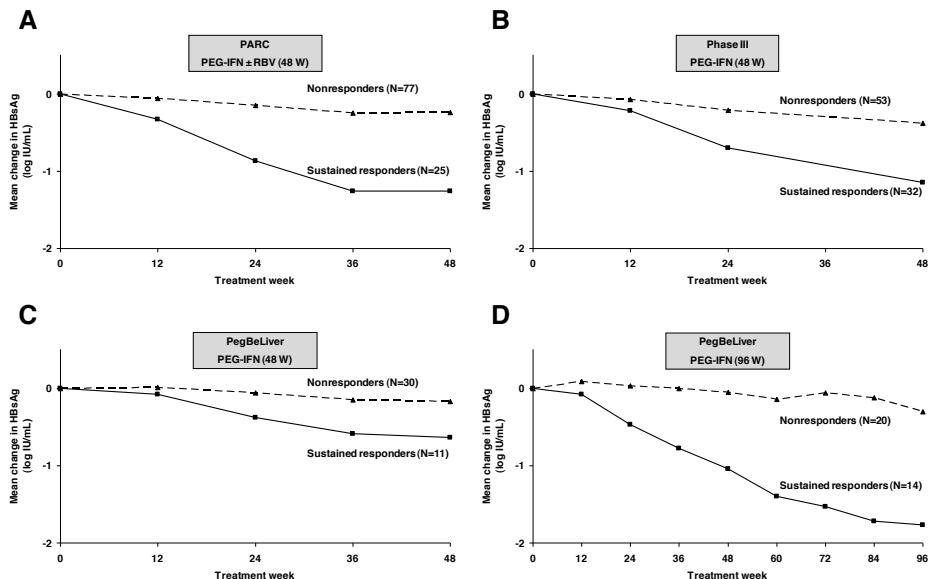 A
PARC
PEG-IFN ± RBV (48 W)
Mean change in HBsAg
(log IU/mL)
0
-1
-2
Nonresponders (N=77)
Sustained responders (N=25)
0 12 24 36 48
Treatment week
B
Phase III
PEG-IFN (48 W)
Mean change in HBsAg
(log IU/mL)
0
-1
-2
Nonresponders (N=53)
Sustained responders (N=32)
0 12 24 36 48
Treatment week
C
PegBeLiver
PEG-IFN (48 W)
Mean change in HBsAg
(log IU/mL)
0
-1
-2
Nonresponders (N=30)
Sustained responders (N=11)
0 12 24 36 48
Treatment week
D
PegBeLiver
PEG-IFN (96 W)
Mean change in HBsAg
(log IU/mL)
0
-1
-2
Nonresponders (N=20)
Sustained responders (N=14)
0 12 24 36 48 60 72 84 96
Treatment week